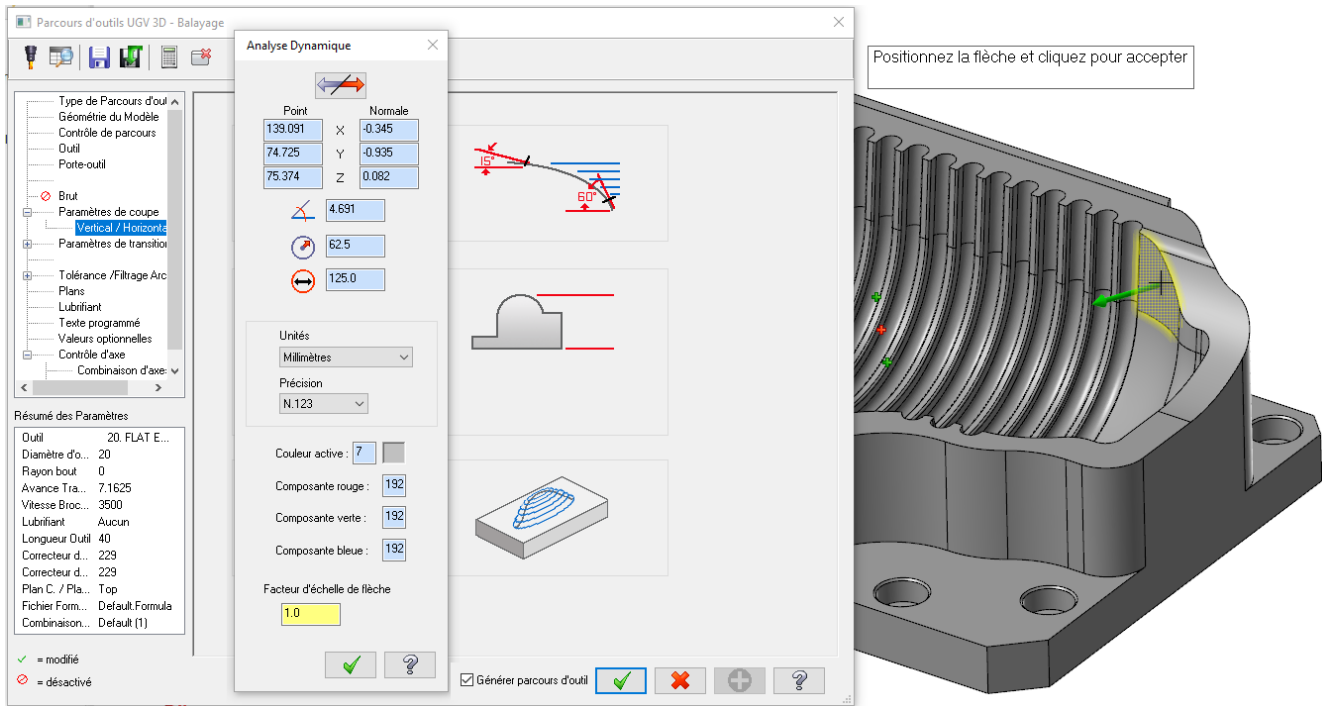 Parcours d'outils UGV 3D - Balayage
Analyse Dynamique
Positionnez la flèche et cliquez pour accepter
Type de Parcours d'out
Géométrie du Modèle
Contrôle de parcours
Outil
Porte-outil
Brut
Paramètres de coupe
Vertical / Horizonta
Paramètres de transition
Tolérance /Filtrage Arc
Plans
Lubrifiant
Texte programmé
Valeurs optionnelles
Contrôle d'axe
Combinaison d'axe:
Résumé des Paramètres
Outil 20. FLAT E...
Diamètre d'o... 20
Rayon bout 0
Avance Tra... 7.1625
Vitesse Broc... 3500
Lubrifiant Aucun
Longueur Outil 40
Correcteur d... 229
Correcteur d... 229
Plan C. / Pla... Top
Fichier Form... Default.Formula
Combinaison... Default (1)
= modifié
= désactivé
Point Normale
139.091 X -0.345
74.725 Y -0.935
75.374 Z 0.082
4.691
62.5
125.0
Unités
Millimètres
Précision
N.123
Couleur active : 7
Composante rouge : 192
Composante verte : 192
Composante bleue : 192
Facteur d'échelle de flèche
1.0
15°
60°
Générer parcours d'outil